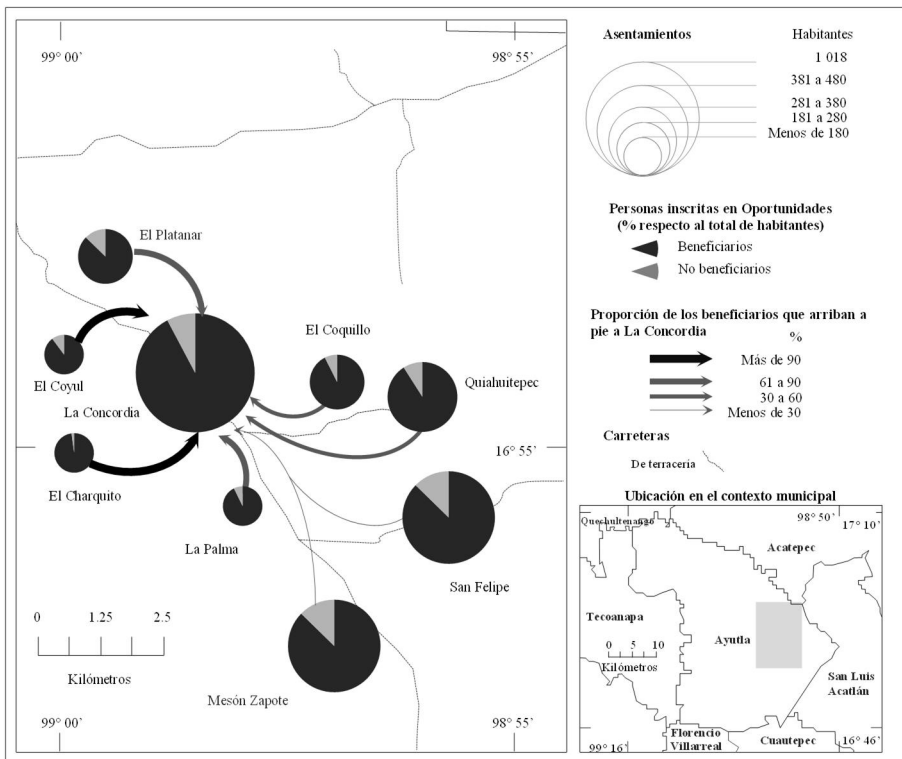 99° 00’
98° 55’
El Platanar
El Coyul
La Concordia
El Coquillo
Quiahuitepec
El Charquito
16° 55’
La Palma
San Felipe
Mesón Zapote
0
1.25
2.5
Kilómetros
99° 00’
98° 55’
Asentamientos
Habitantes
1 018
381 a 480
281 a 380
181 a 280
Menos de 180
Personas inscritas en Oportunidades
(% respecto al total de habitantes)
Beneficiarios
No beneficiarios
Proporción de los beneficiarios que arriban a
pie a La Concordia
%
Más de 90
61 a 90
30 a 60
Menos de 30
Carreteras
De terracería
Ubicación en el contexto municipal
98° 50’
17° 10’
Quechultenango
Acatepec
Tecoanapa
0 5 10
Kilómetros
Ayutla
San Luis
Acatlán
Florencio
Villarreal
Cuautepec
99° 16’
16° 46’